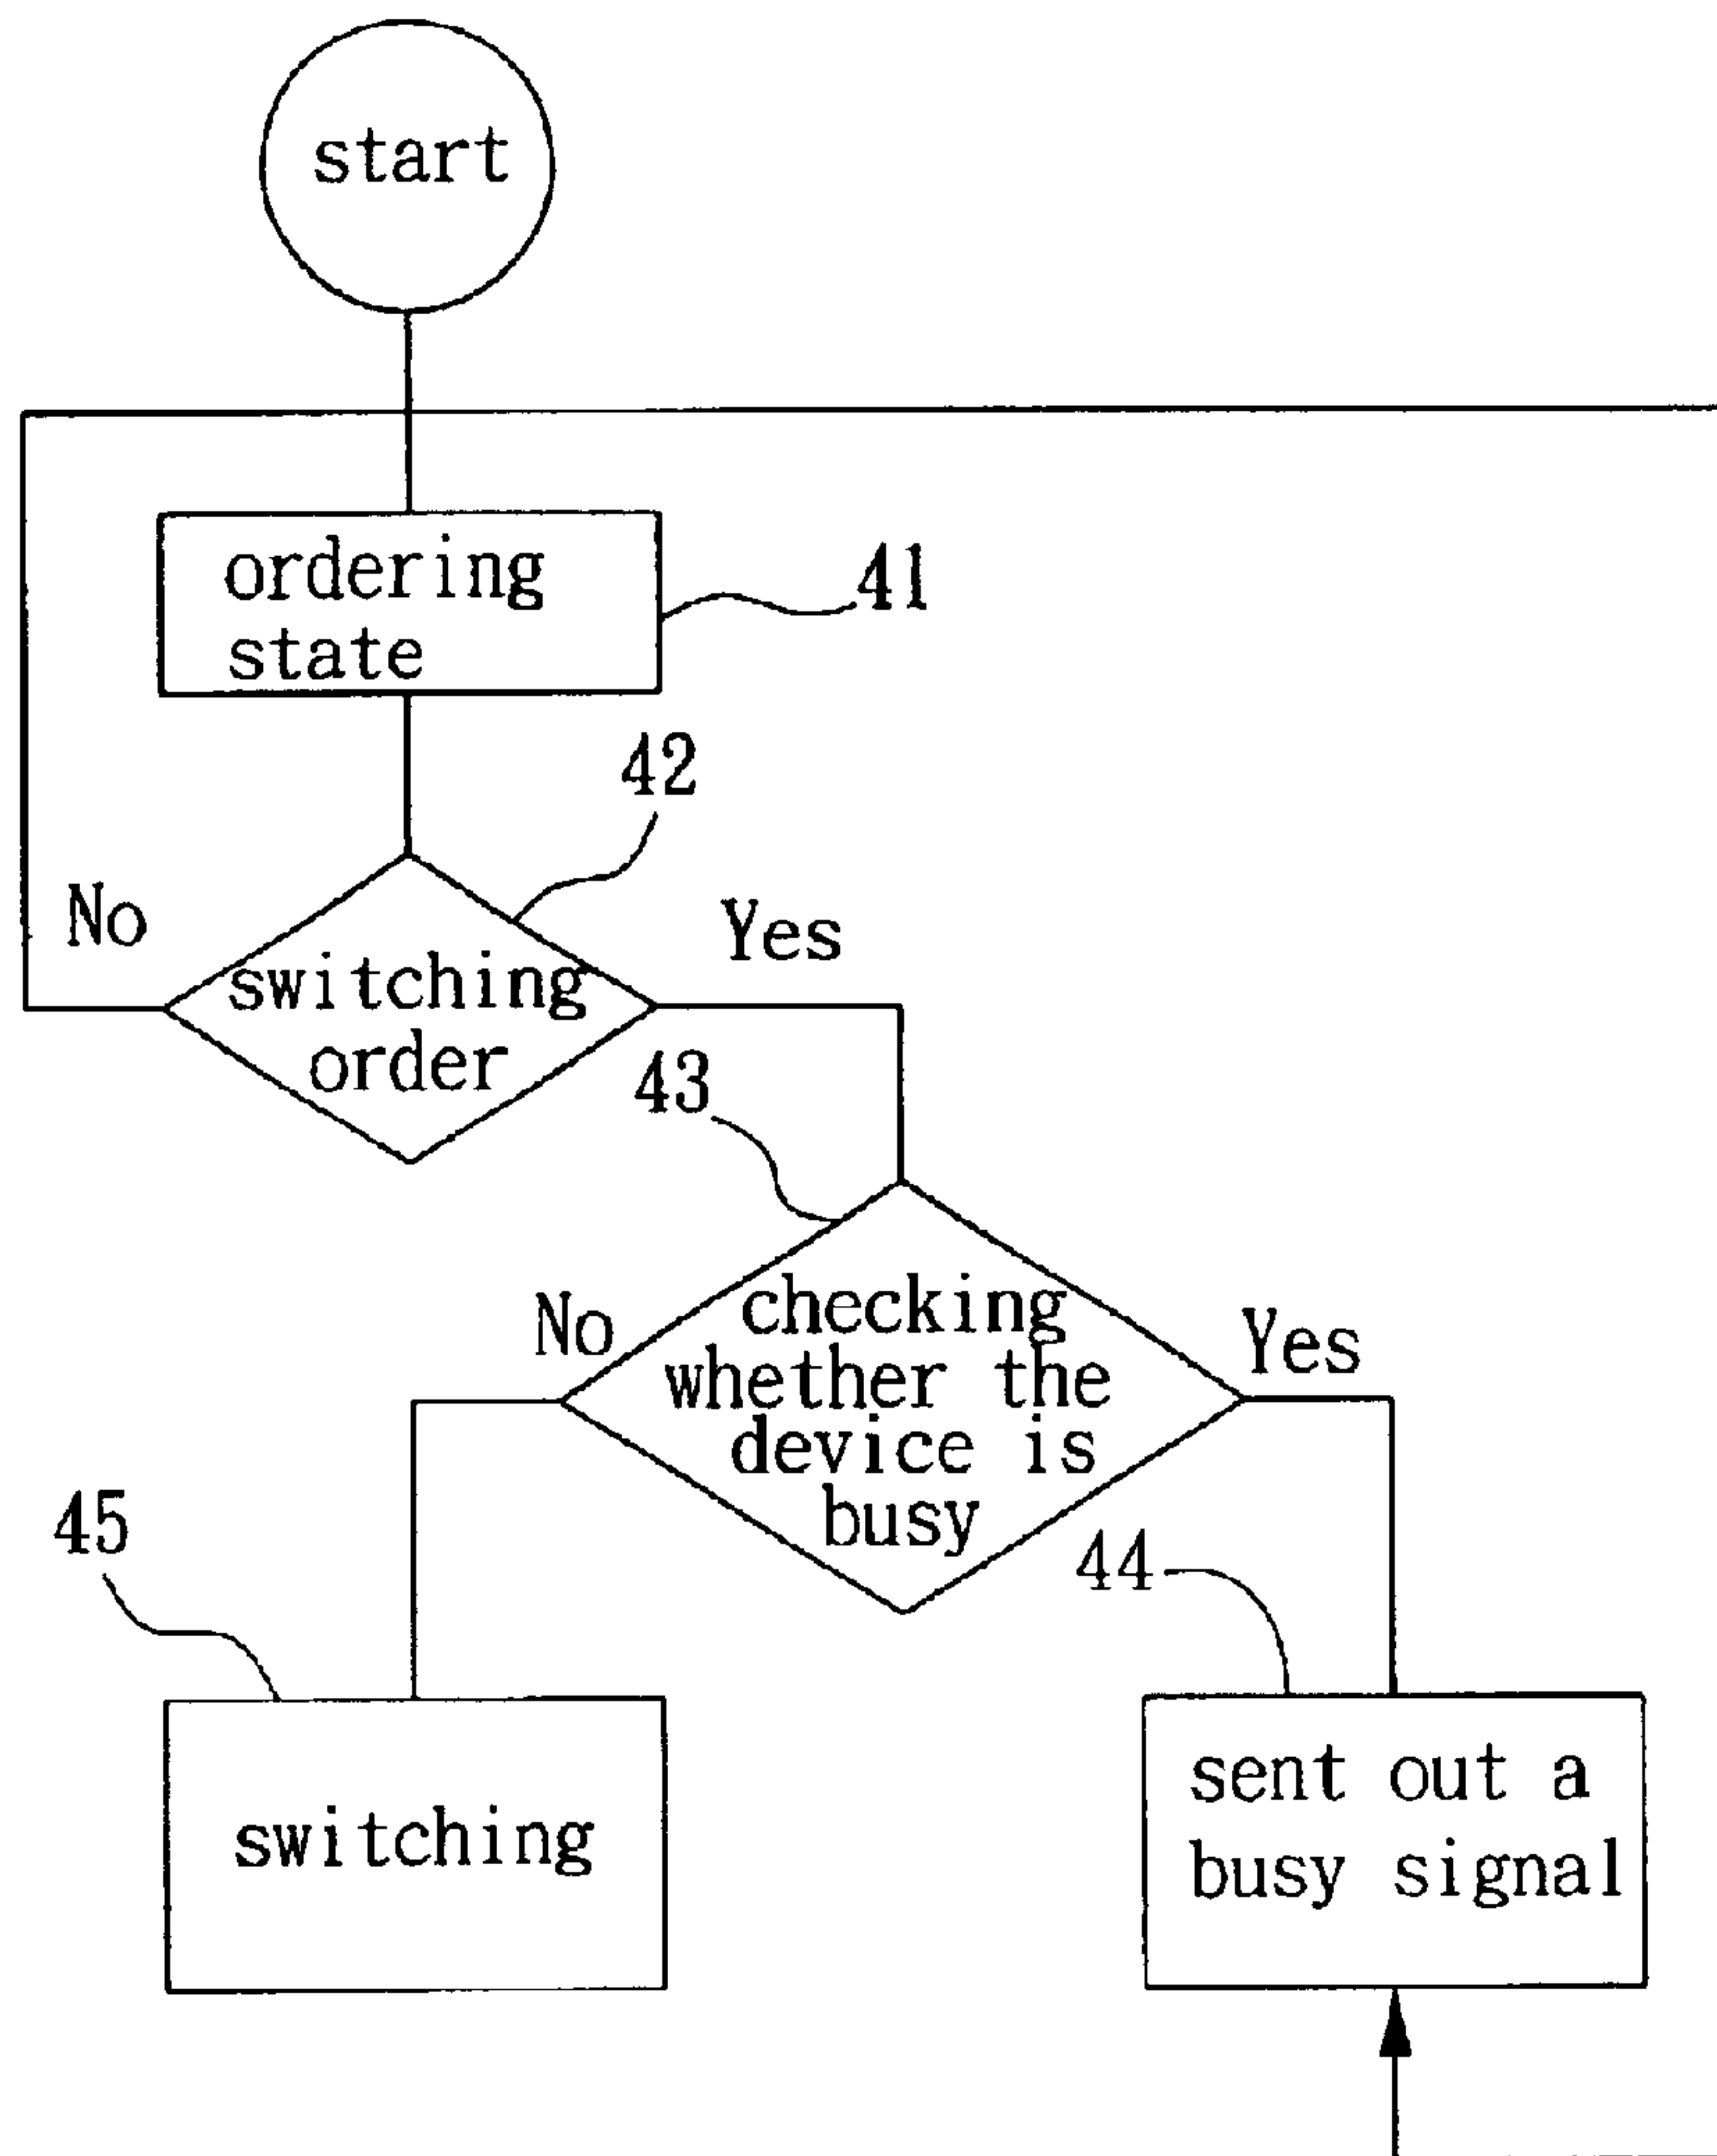 start
ordering
state
41
42
No
Yes
switching
order
43
checking
No
Yes
whether the
device is
busy
45
44
sent out a
switching
busy signal